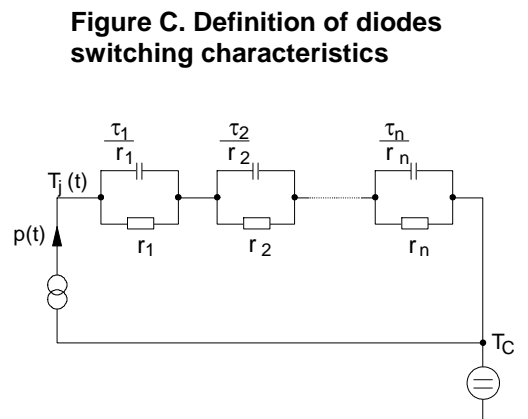 Figure C. Definition of diodes
switching characteristics
τ1
r1
τ2
r2
τn
rn
Tj (t)
p(t)
r1
r2
rn
TC